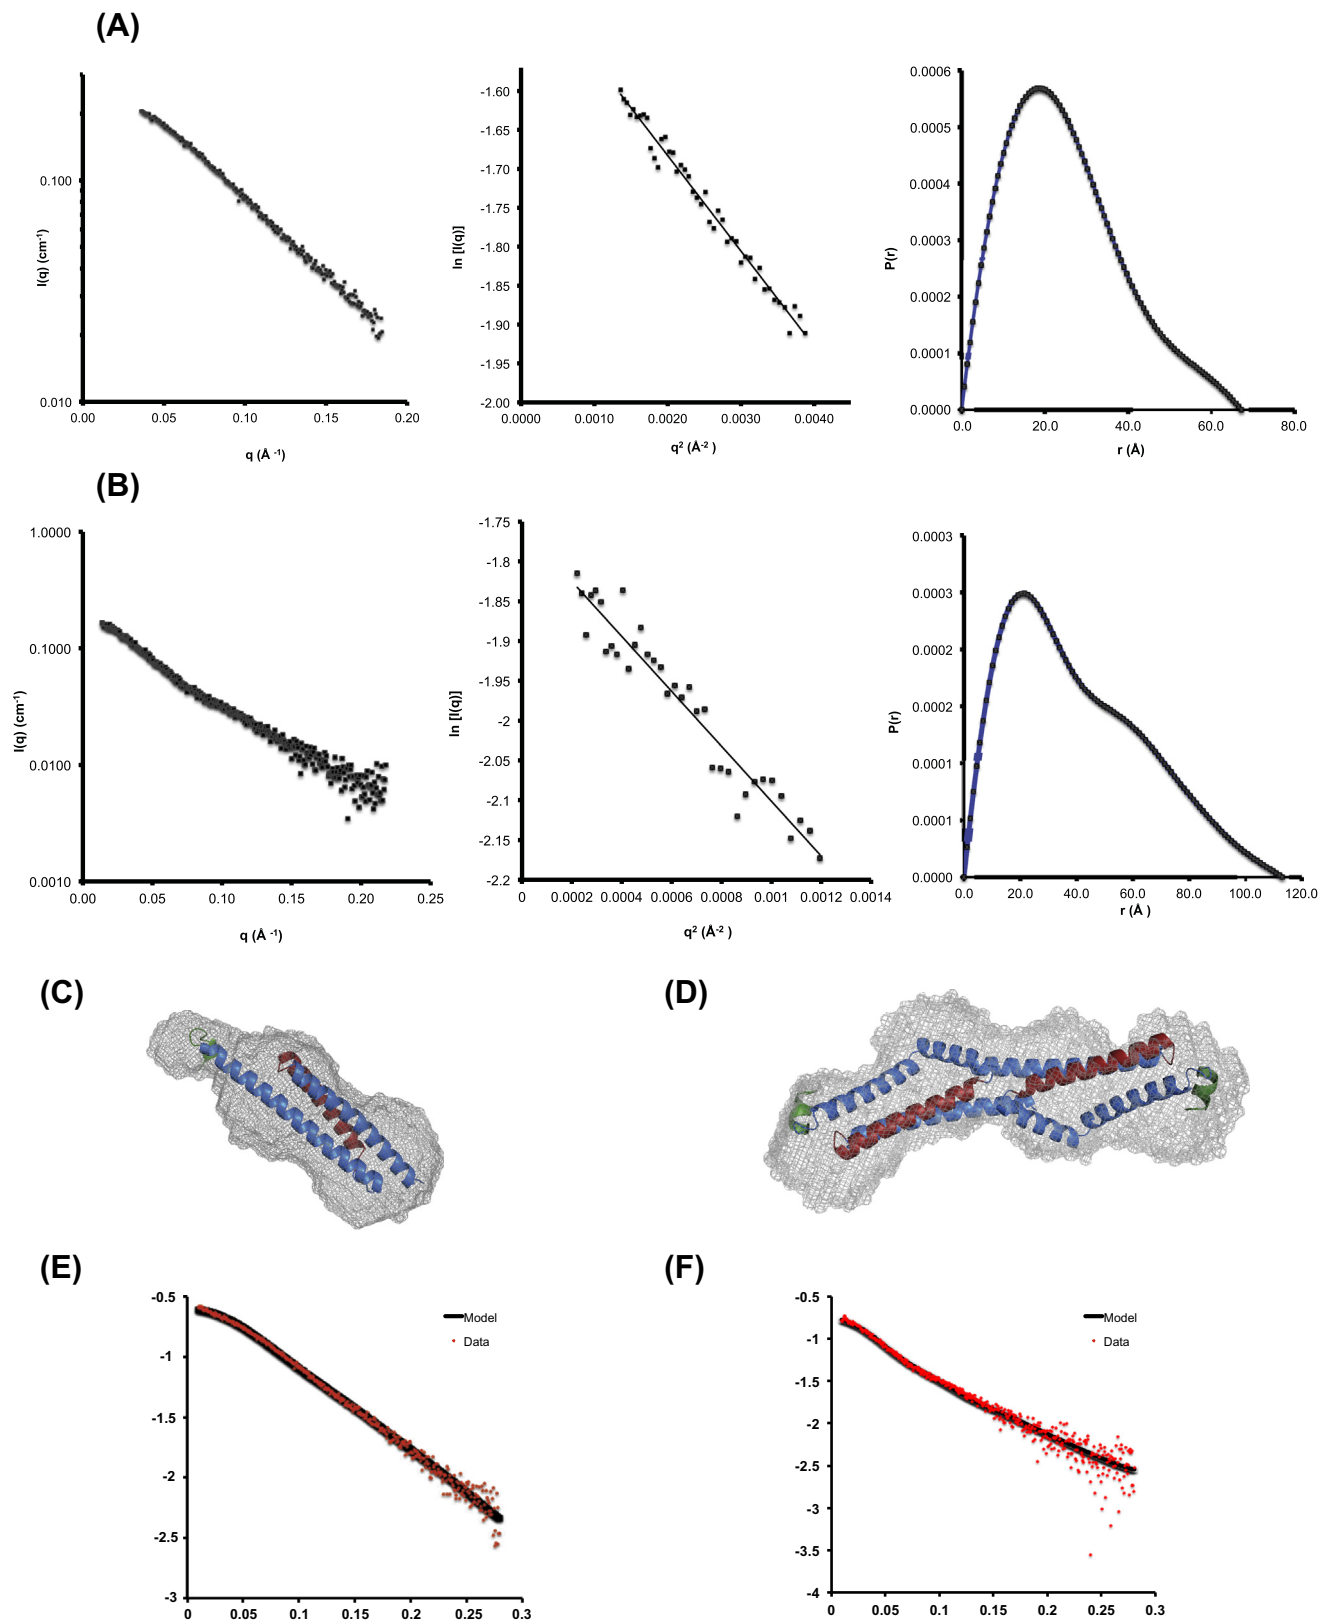 (A)
I(q) (cm-1)
0.100
0.010
0.00 0.05 0.10 0.15 0.20
q (Å -1)
ln [I(q)]
-1.60
-1.65
-1.70
-1.75
-1.80
-1.85
-1.90
-1.95
-2.00
0.0000 0.0010 0.0020 0.0030 0.0040
q2 (Å-2 )
P(r)
0.0006
0.0005
0.0004
0.0003
0.0002
0.0001
0.0000
0.0 20.0 40.0 60.0 80.0
r (Å)
(B)
I(q) (cm-1)
1.0000
0.1000
0.0100
0.0010
0.00 0.05 0.10 0.15 0.20 0.25
q (Å -1)
ln [I(q)]
-1.75
-1.8
-1.85
-1.9
-1.95
-2
-2.05
-2.1
-2.15
-2.2
0 0.0002 0.0004 0.0006 0.0008 0.001 0.0012 0.0014
q2 (Å-2 )
P(r)
0.0003
0.0003
0.0002
0.0002
0.0001
0.0001
0.0000
0.0 20.0 40.0 60.0 80.0 100.0 120.0
r (Å )
(C)
(D)
(E)
-0.5
-1
-1.5
-2
-2.5
-3
0 0.05 0.1 0.15 0.2 0.25 0.3
Model
Data
(F)
-0.5
-1
-1.5
-2
-2.5
-3
-3.5
-4
0 0.05 0.1 0.15 0.2 0.25 0.3
Model
Data